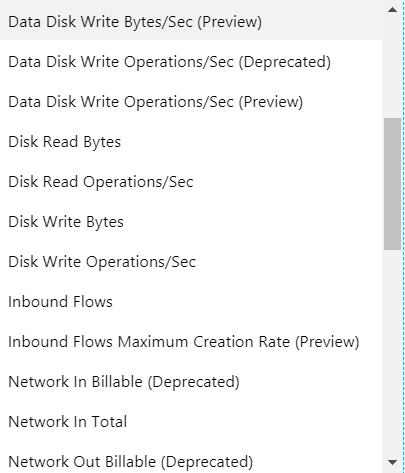 Data Disk Write Bytes/Sec (Preview)
Data Disk Write Operations/Sec (Deprecated)
Data Disk Write Operations/Sec (Preview)
Disk Read Bytes
Disk Read Operations/Sec
Disk Write Bytes
Disk Write Operations/Sec
Inbound Flows
Inbound Flows Maximum Creation Rate (Preview)
Network In Billable (Deprecated)
Network In Total
Network Out Billable (Deprecated)